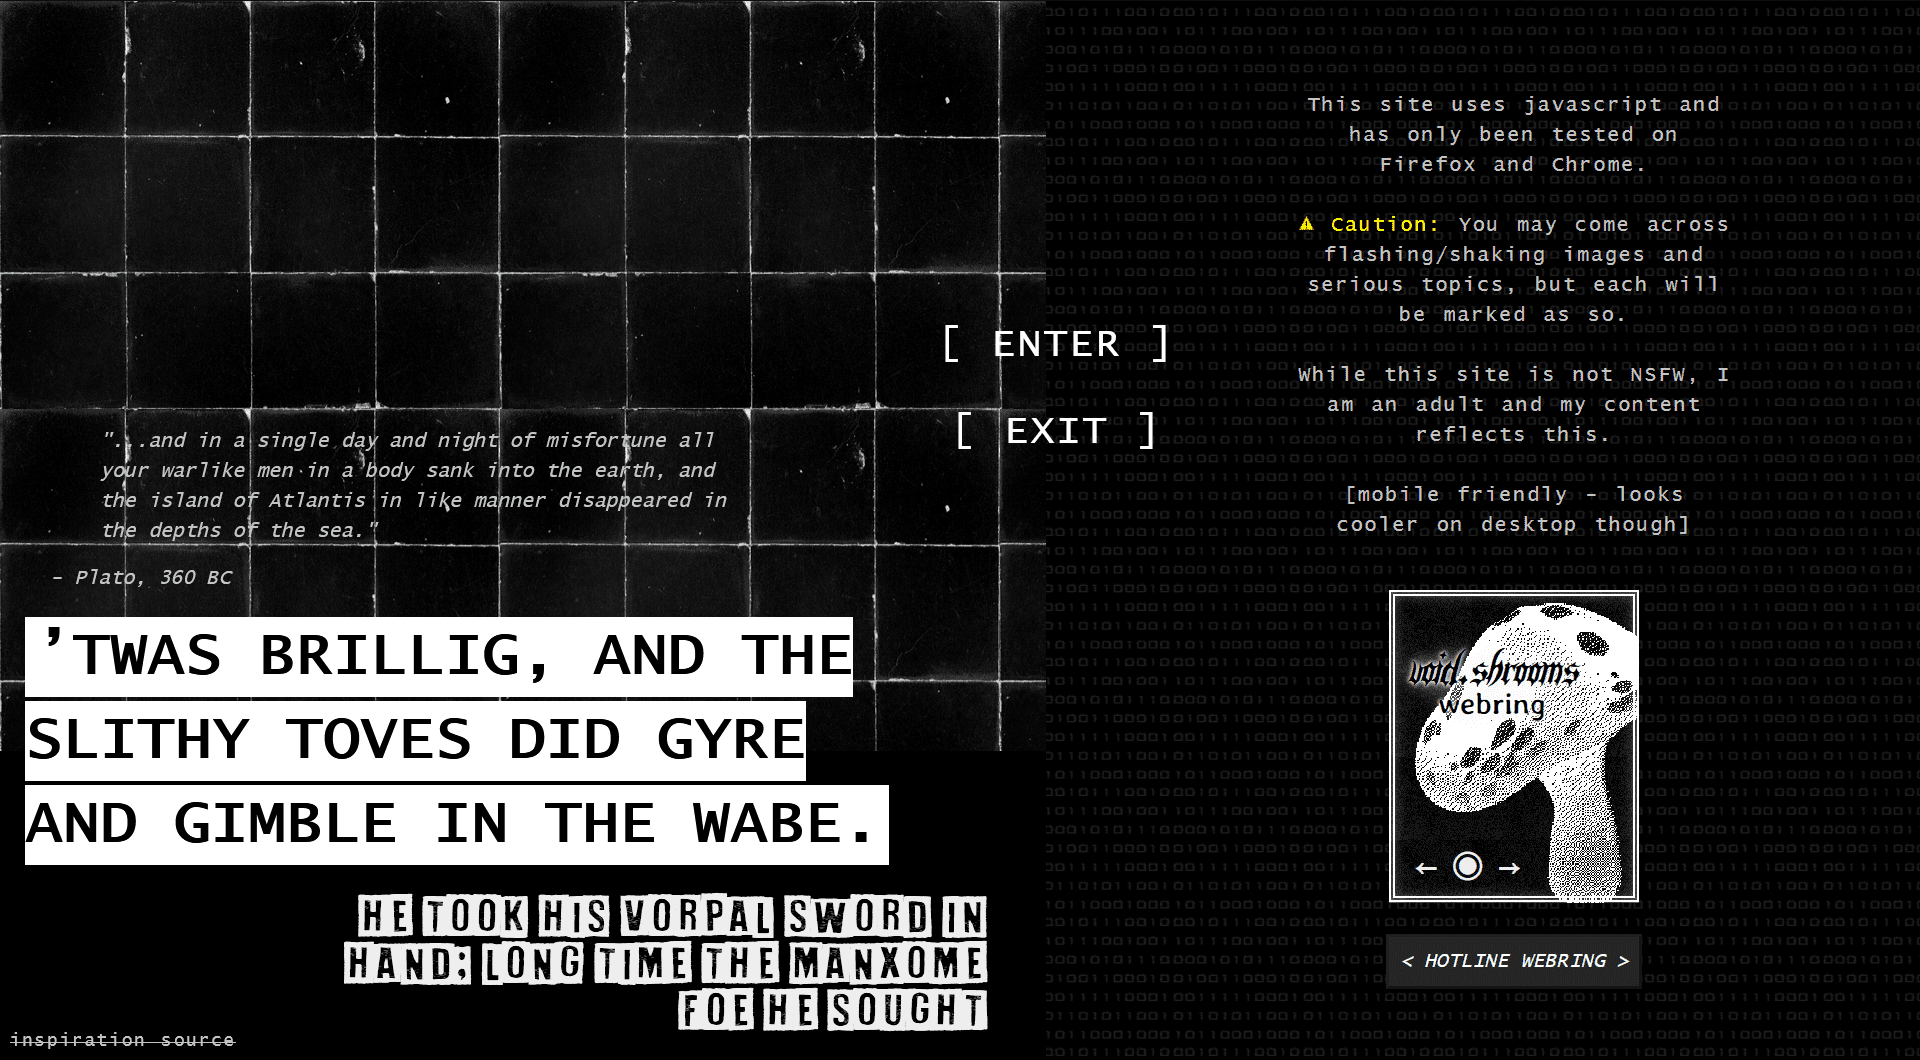 "...and in a single day and night of misfortune all
your warlike men in a body sank into the earth, and
the island of Atlantis in like manner disappeared in
the depths of the sea."
– Plato, 360 BC
’TWAS BRILLIG, AND THE
SLITHY TOVES DID GYRE
AND GIMBLE IN THE WABE.
HE TOOK HIS VORPAL SWORD IN
HAND; LONG TIME THE MANXOME
FOE HE SOUGHT
inspiration source
[ ENTER ]
[ EXIT ]
This site uses javascript and
has only been tested on
Firefox and Chrome.
⚠ Caution: You may come across
flashing/shaking images and
serious topics, but each will
be marked as so.
While this site is not NSFW, I
am an adult and my content
reflects this.
[mobile friendly – looks
cooler on desktop though]
void.shrooms
webring
← ◉ →
< HOTLINE WEBRING >